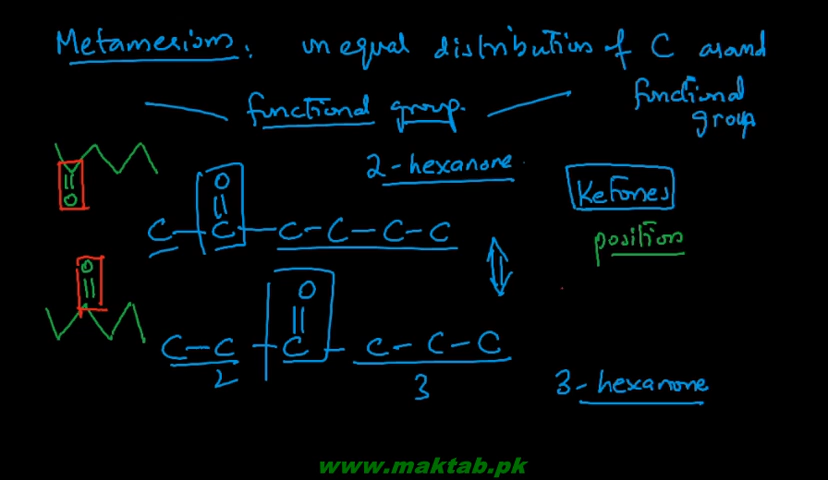 Metamerism: unequal distribution of C around
functional group. functional
group
2-hexanone
Ketones
position
O
O
C-C-C-C-C-C
O
O
C-C-C-C-C-C
2 3
3-hexanone
www.maktab.pk